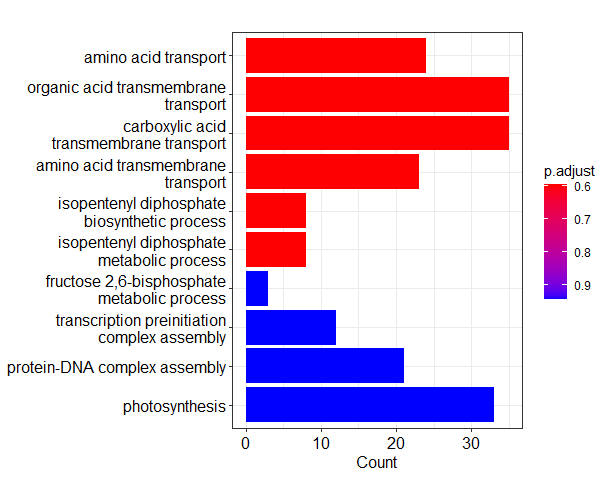 amino acid transport
organic acid transmembrane
transport
carboxylic acid
transmembrane transport
amino acid transmembrane
transport
isopentenyl diphosphate
biosynthetic process
isopentenyl diphosphate
metabolic process
fructose 2,6-bisphosphate
metabolic process
transcription preinitiation
complex assembly
protein-DNA complex assembly
photosynthesis
0 10 20 30
Count
p.adjust
0.6
0.7
0.8
0.9